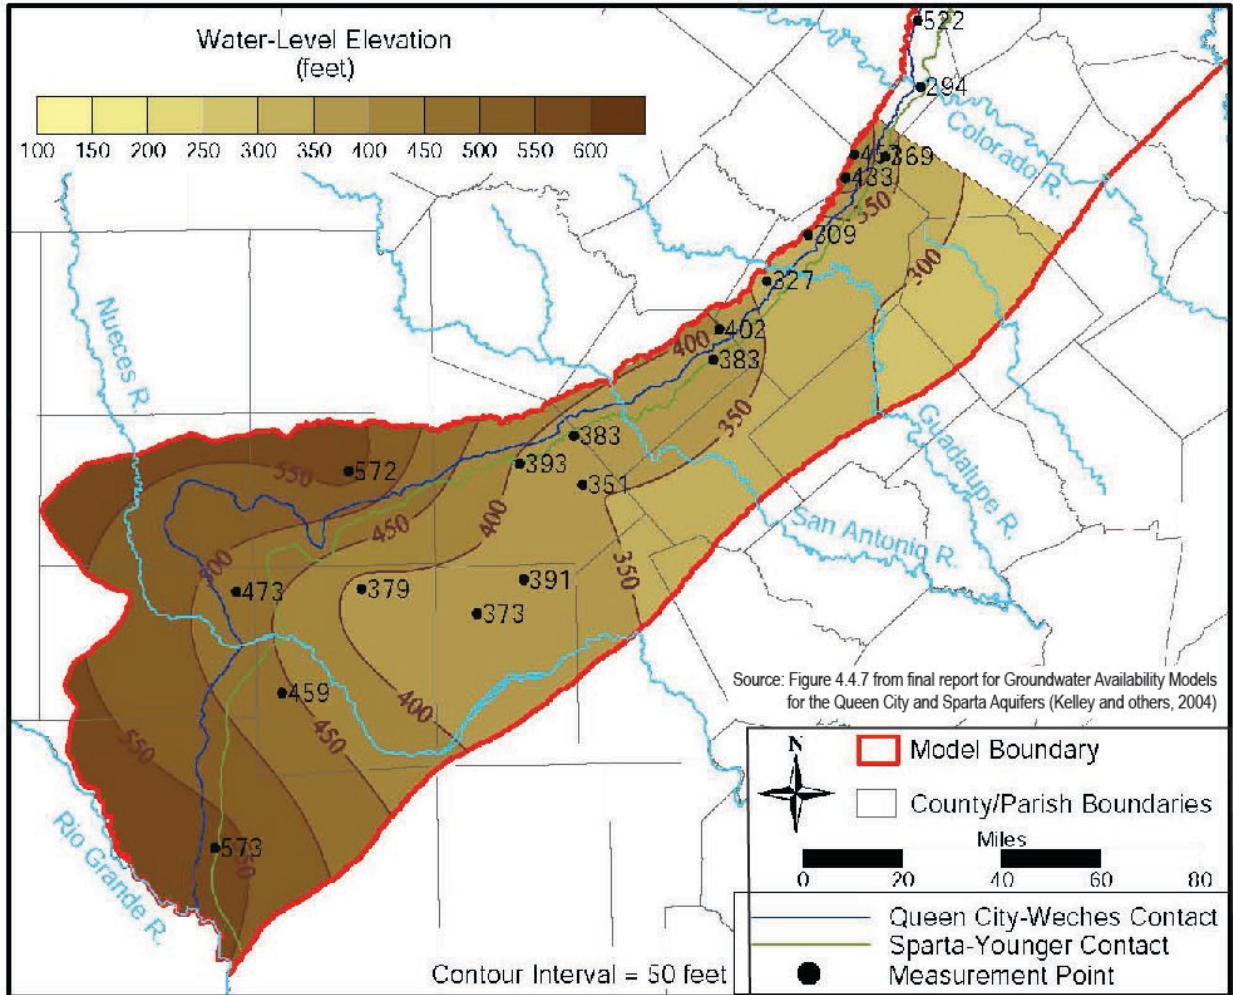 Water-Level Elevation
(feet)
100 150 200 250 300 350 400 450 500 550 600
522
294
Colorado R.
369
433
350
309
300
327
Nueces R.
402
400
383
350
Guadalupe R.
383
393
572
550
351
San Antonio R.
450
400
350
500
473
379
391
373
459
400
450
550
573
550
Rio Grande R.
Source: Figure 4.4.7 from final report for Groundwater Availability Models
for the Queen City and Sparta Aquifers (Kelley and others, 2004)
N
Model Boundary
County/Parish Boundaries
Miles
0 20 40 60 80
Queen City-Weches Contact
Sparta-Younger Contact
Measurement Point
Contour Interval = 50 feet